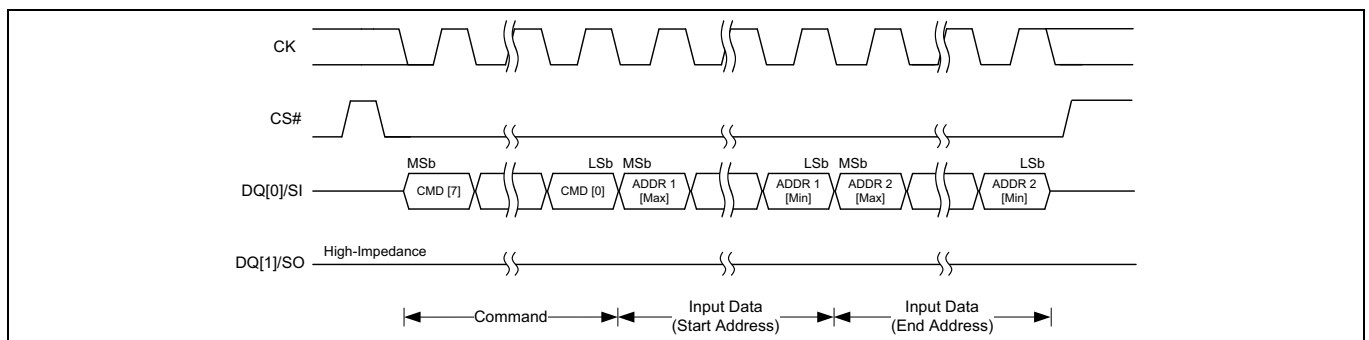 CK
CS#
MSb LSb MSb LSb MSb LSb
DQ[0]/SI CMD [7] CMD [0] ADDR 1 [Max] ADDR 1 [Min] ADDR 2 [Max] ADDR 2 [Min]
High-Impedance
DQ[1]/SO
Command
Input Data
(Start Address)
Input Data
(End Address)